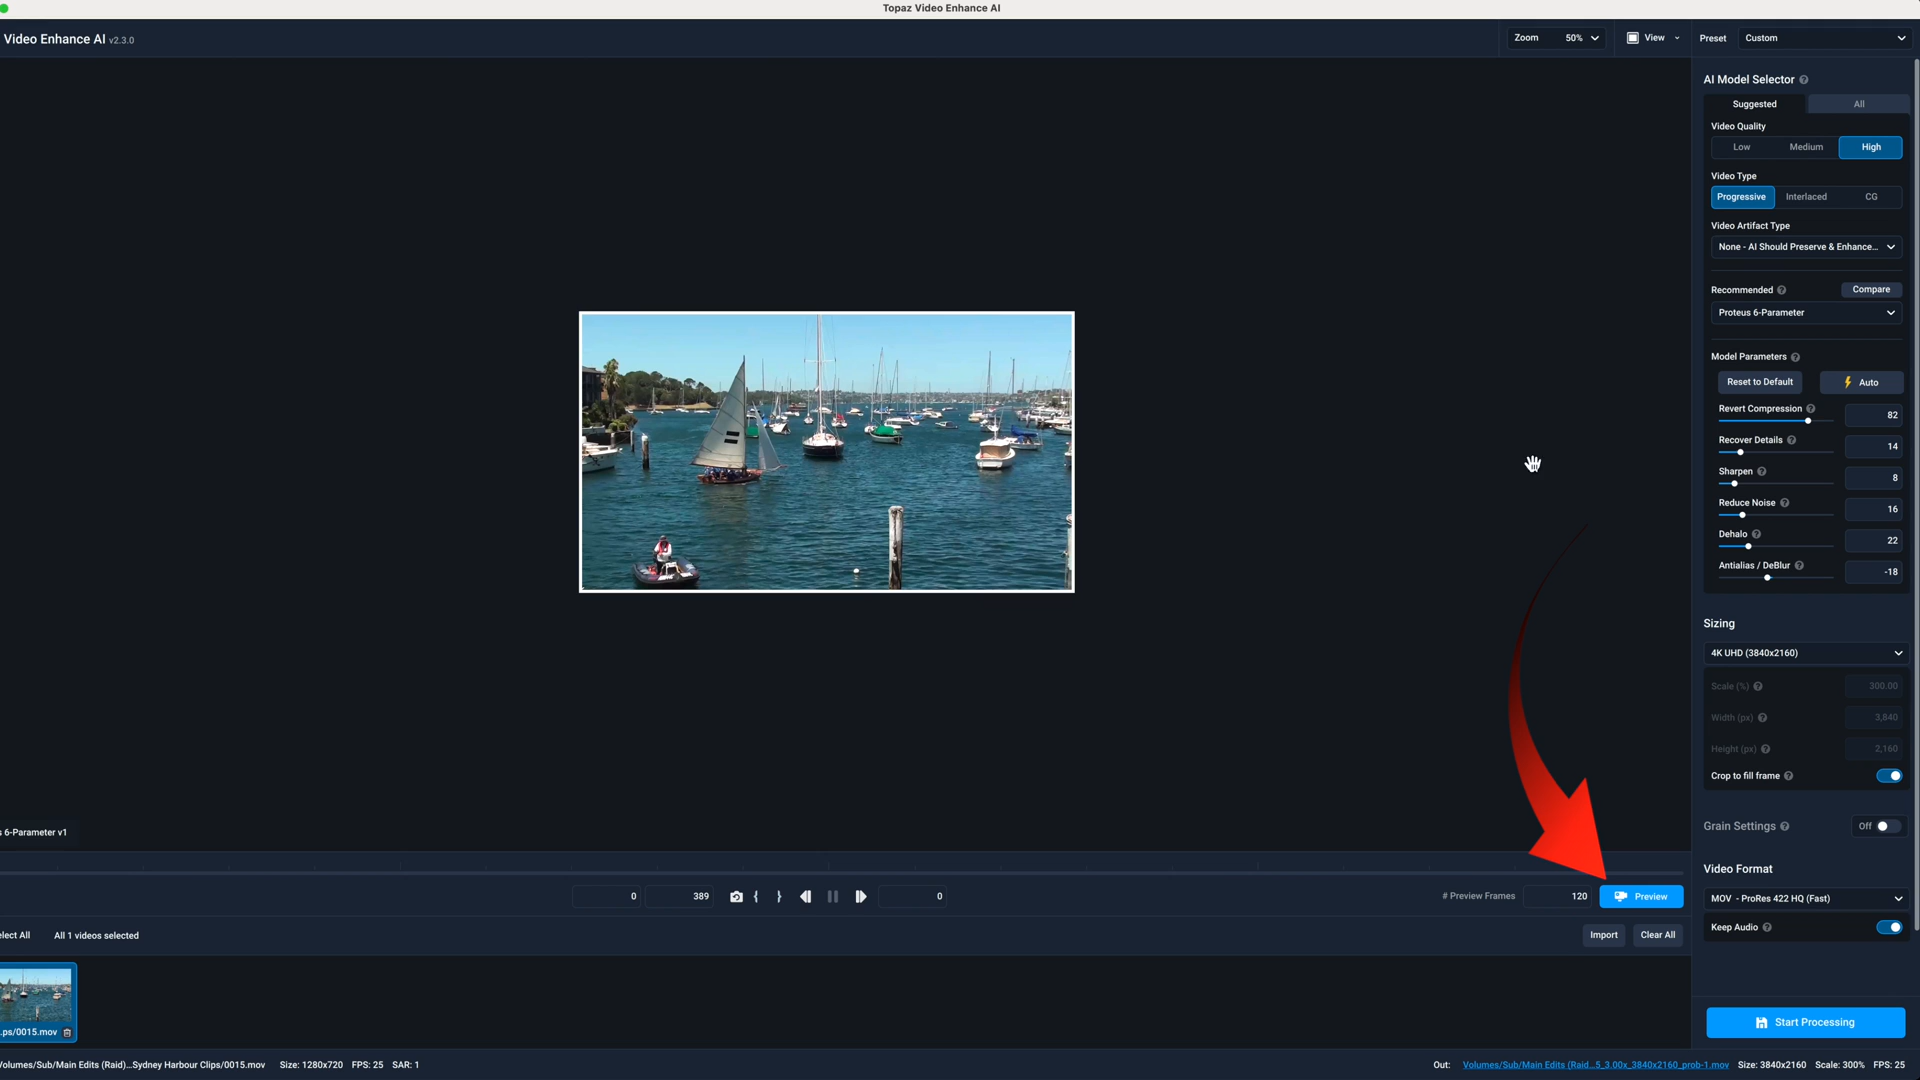 Topaz Video Enhance AI
Video Enhance AI v2.3.0
Zoom 50%
View
Preset Custom
AI Model Selector ?
Suggested All
Video Quality
Low Medium High
Video Type
Progressive Interlaced CG
Video Artifact Type
None - AI Should Preserve & Enhance...
Recommended ? Compare
Proteus 6-Parameter
Model Parameters ?
Reset to Default Auto
Revert Compression ? 82
Recover Details ? 14
Sharpen ? 8
Reduce Noise ? 16
Dehalo ? 22
Antialias / DeBlur ? -18
Sizing
4K UHD (3840x2160)
Scale (%) ? 300.00
Width (px) ? 3,840
Height (px) ? 2,160
Crop to fill frame ?
Grain Settings ? Off
Video Format
MOV - ProRes 422 HQ (Fast)
Keep Audio ?
Start Processing
s 6-Parameter v1
0 389 { } 0
# Preview Frames 120 Preview
elect All All 1 videos selected
Import Clear All
.ps/0015.mov
Volumes/Sub/Main Edits (Raid)...Sydney Harbour Clips/0015.mov Size: 1280x720 FPS: 25 SAR: 1
Out: Volumes/Sub/Main Edits (Raid...5_3.00x_3840x2160_prob-1.mov Size: 3840x2160 Scale: 300% FPS: 25